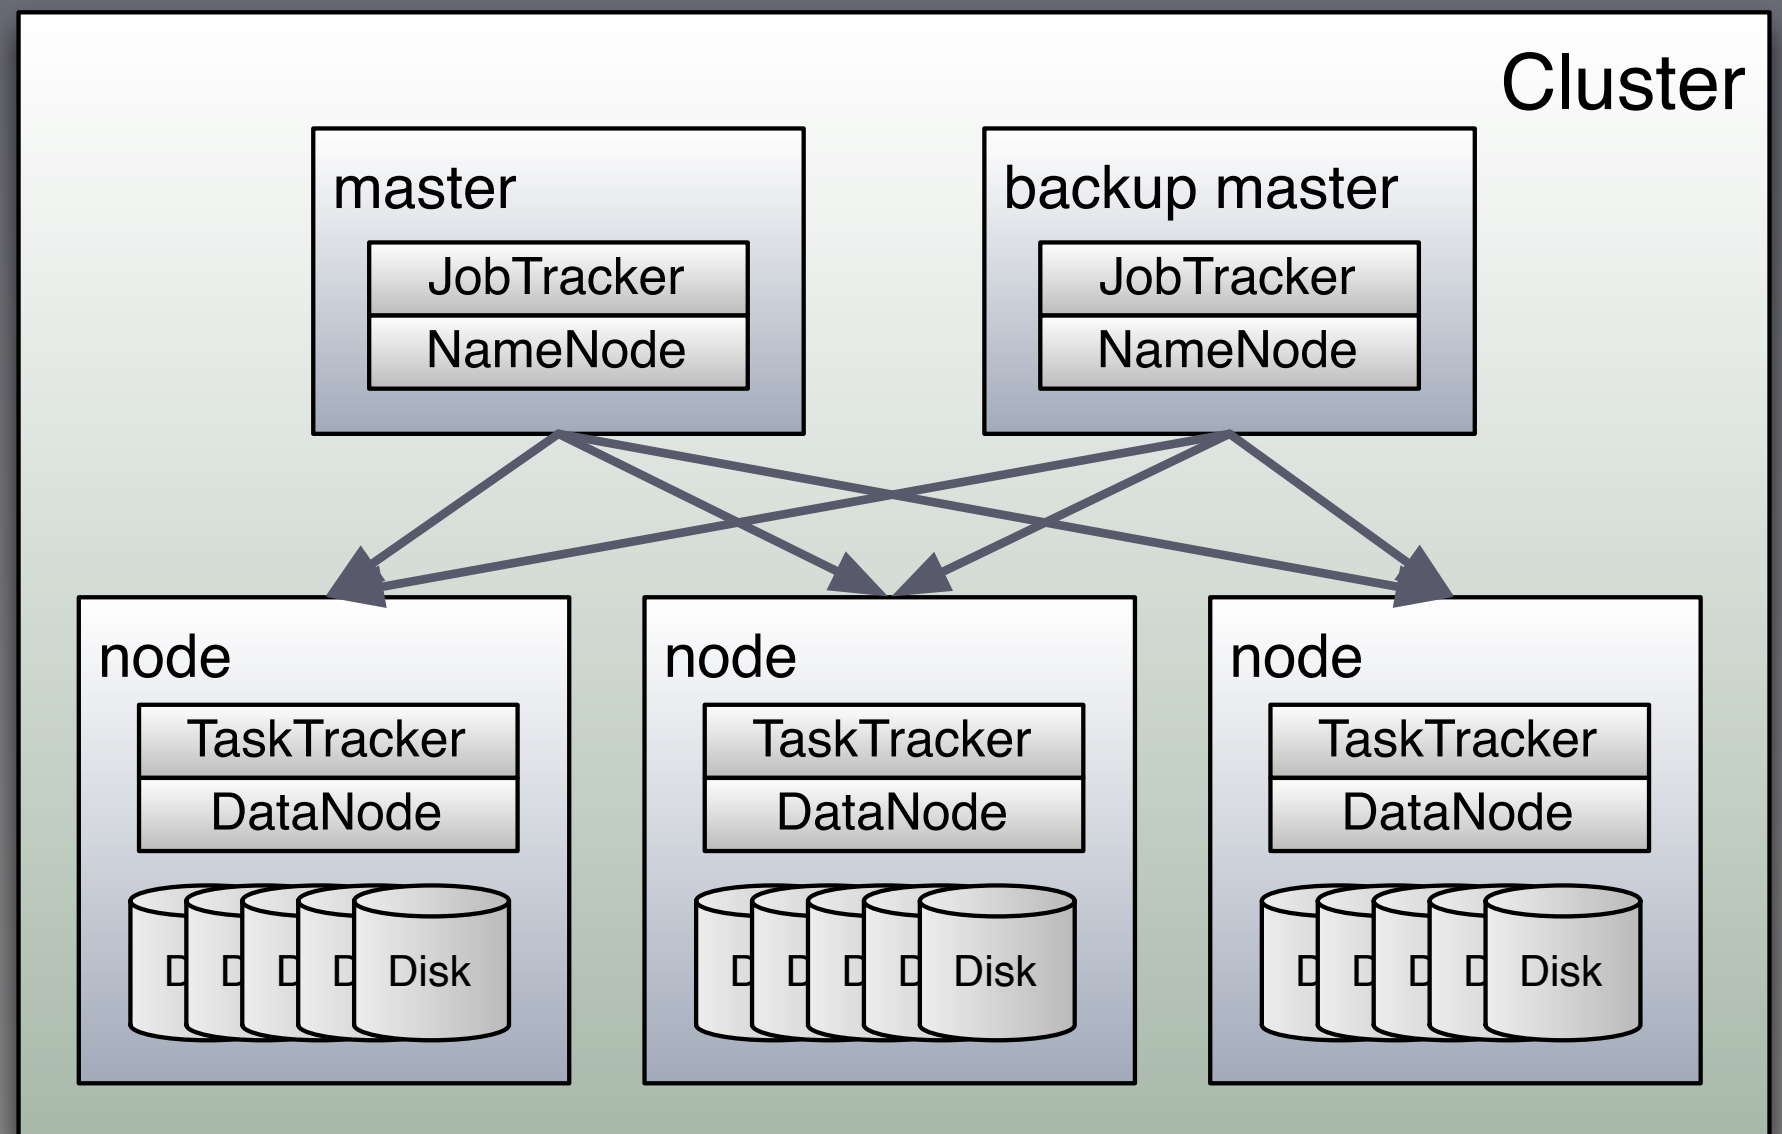 Cluster
master
JobTracker
NameNode
backup master
JobTracker
NameNode
node
TaskTracker
DataNode
D D D D Disk
node
TaskTracker
DataNode
D D D D Disk
node
TaskTracker
DataNode
D D D D Disk